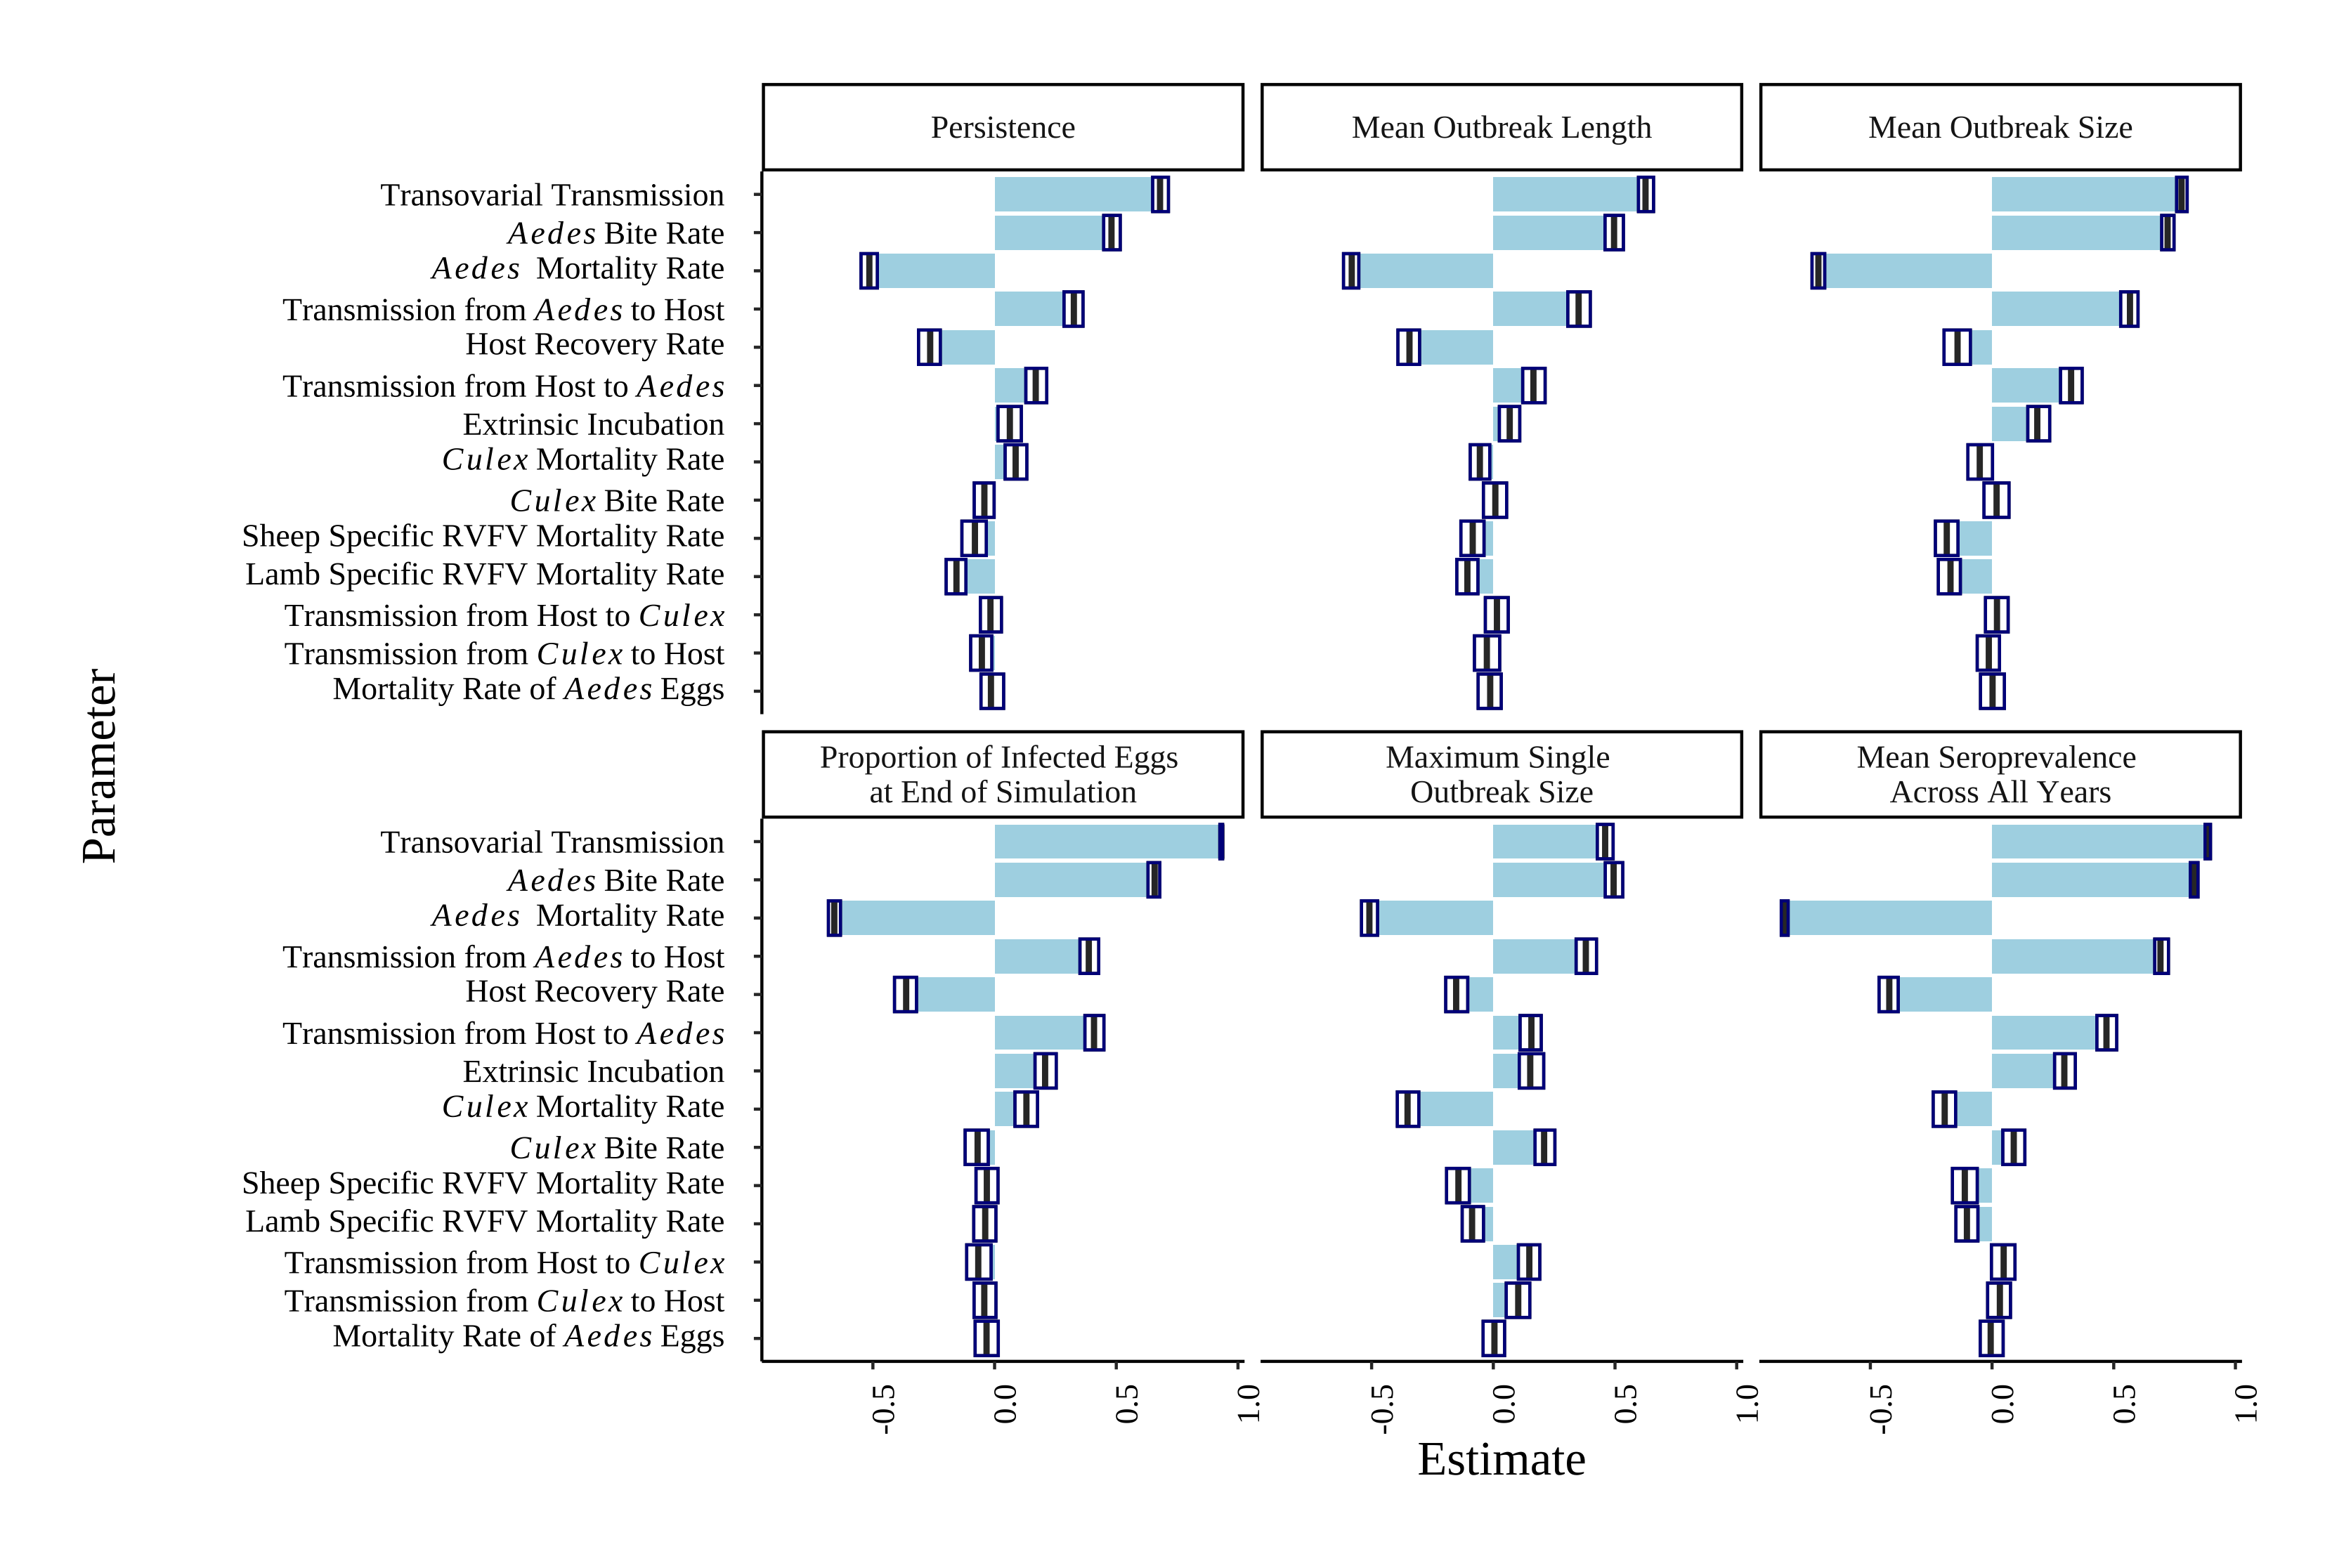 Persistence
Mean Outbreak Length
Mean Outbreak Size
Transovarial Transmission
Aedes Bite Rate
Aedes Mortality Rate
Transmission from Aedes to Host
Host Recovery Rate
Transmission from Host to Aedes
Extrinsic Incubation
Culex Mortality Rate
Culex Bite Rate
Sheep Specific RVFV Mortality Rate
Lamb Specific RVFV Mortality Rate
Transmission from Host to Culex
Transmission from Culex to Host
Mortality Rate of Aedes Eggs
Parameter
Proportion of Infected Eggs
at End of Simulation
Maximum Single
Outbreak Size
Mean Seroprevalence
Across All Years
Transovarial Transmission
Aedes Bite Rate
Aedes Mortality Rate
Transmission from Aedes to Host
Host Recovery Rate
Transmission from Host to Aedes
Extrinsic Incubation
Culex Mortality Rate
Culex Bite Rate
Sheep Specific RVFV Mortality Rate
Lamb Specific RVFV Mortality Rate
Transmission from Host to Culex
Transmission from Culex to Host
Mortality Rate of Aedes Eggs
-0.5 0.0 0.5 1.0
-0.5 0.0 0.5 1.0
-0.5 0.0 0.5 1.0
Estimate